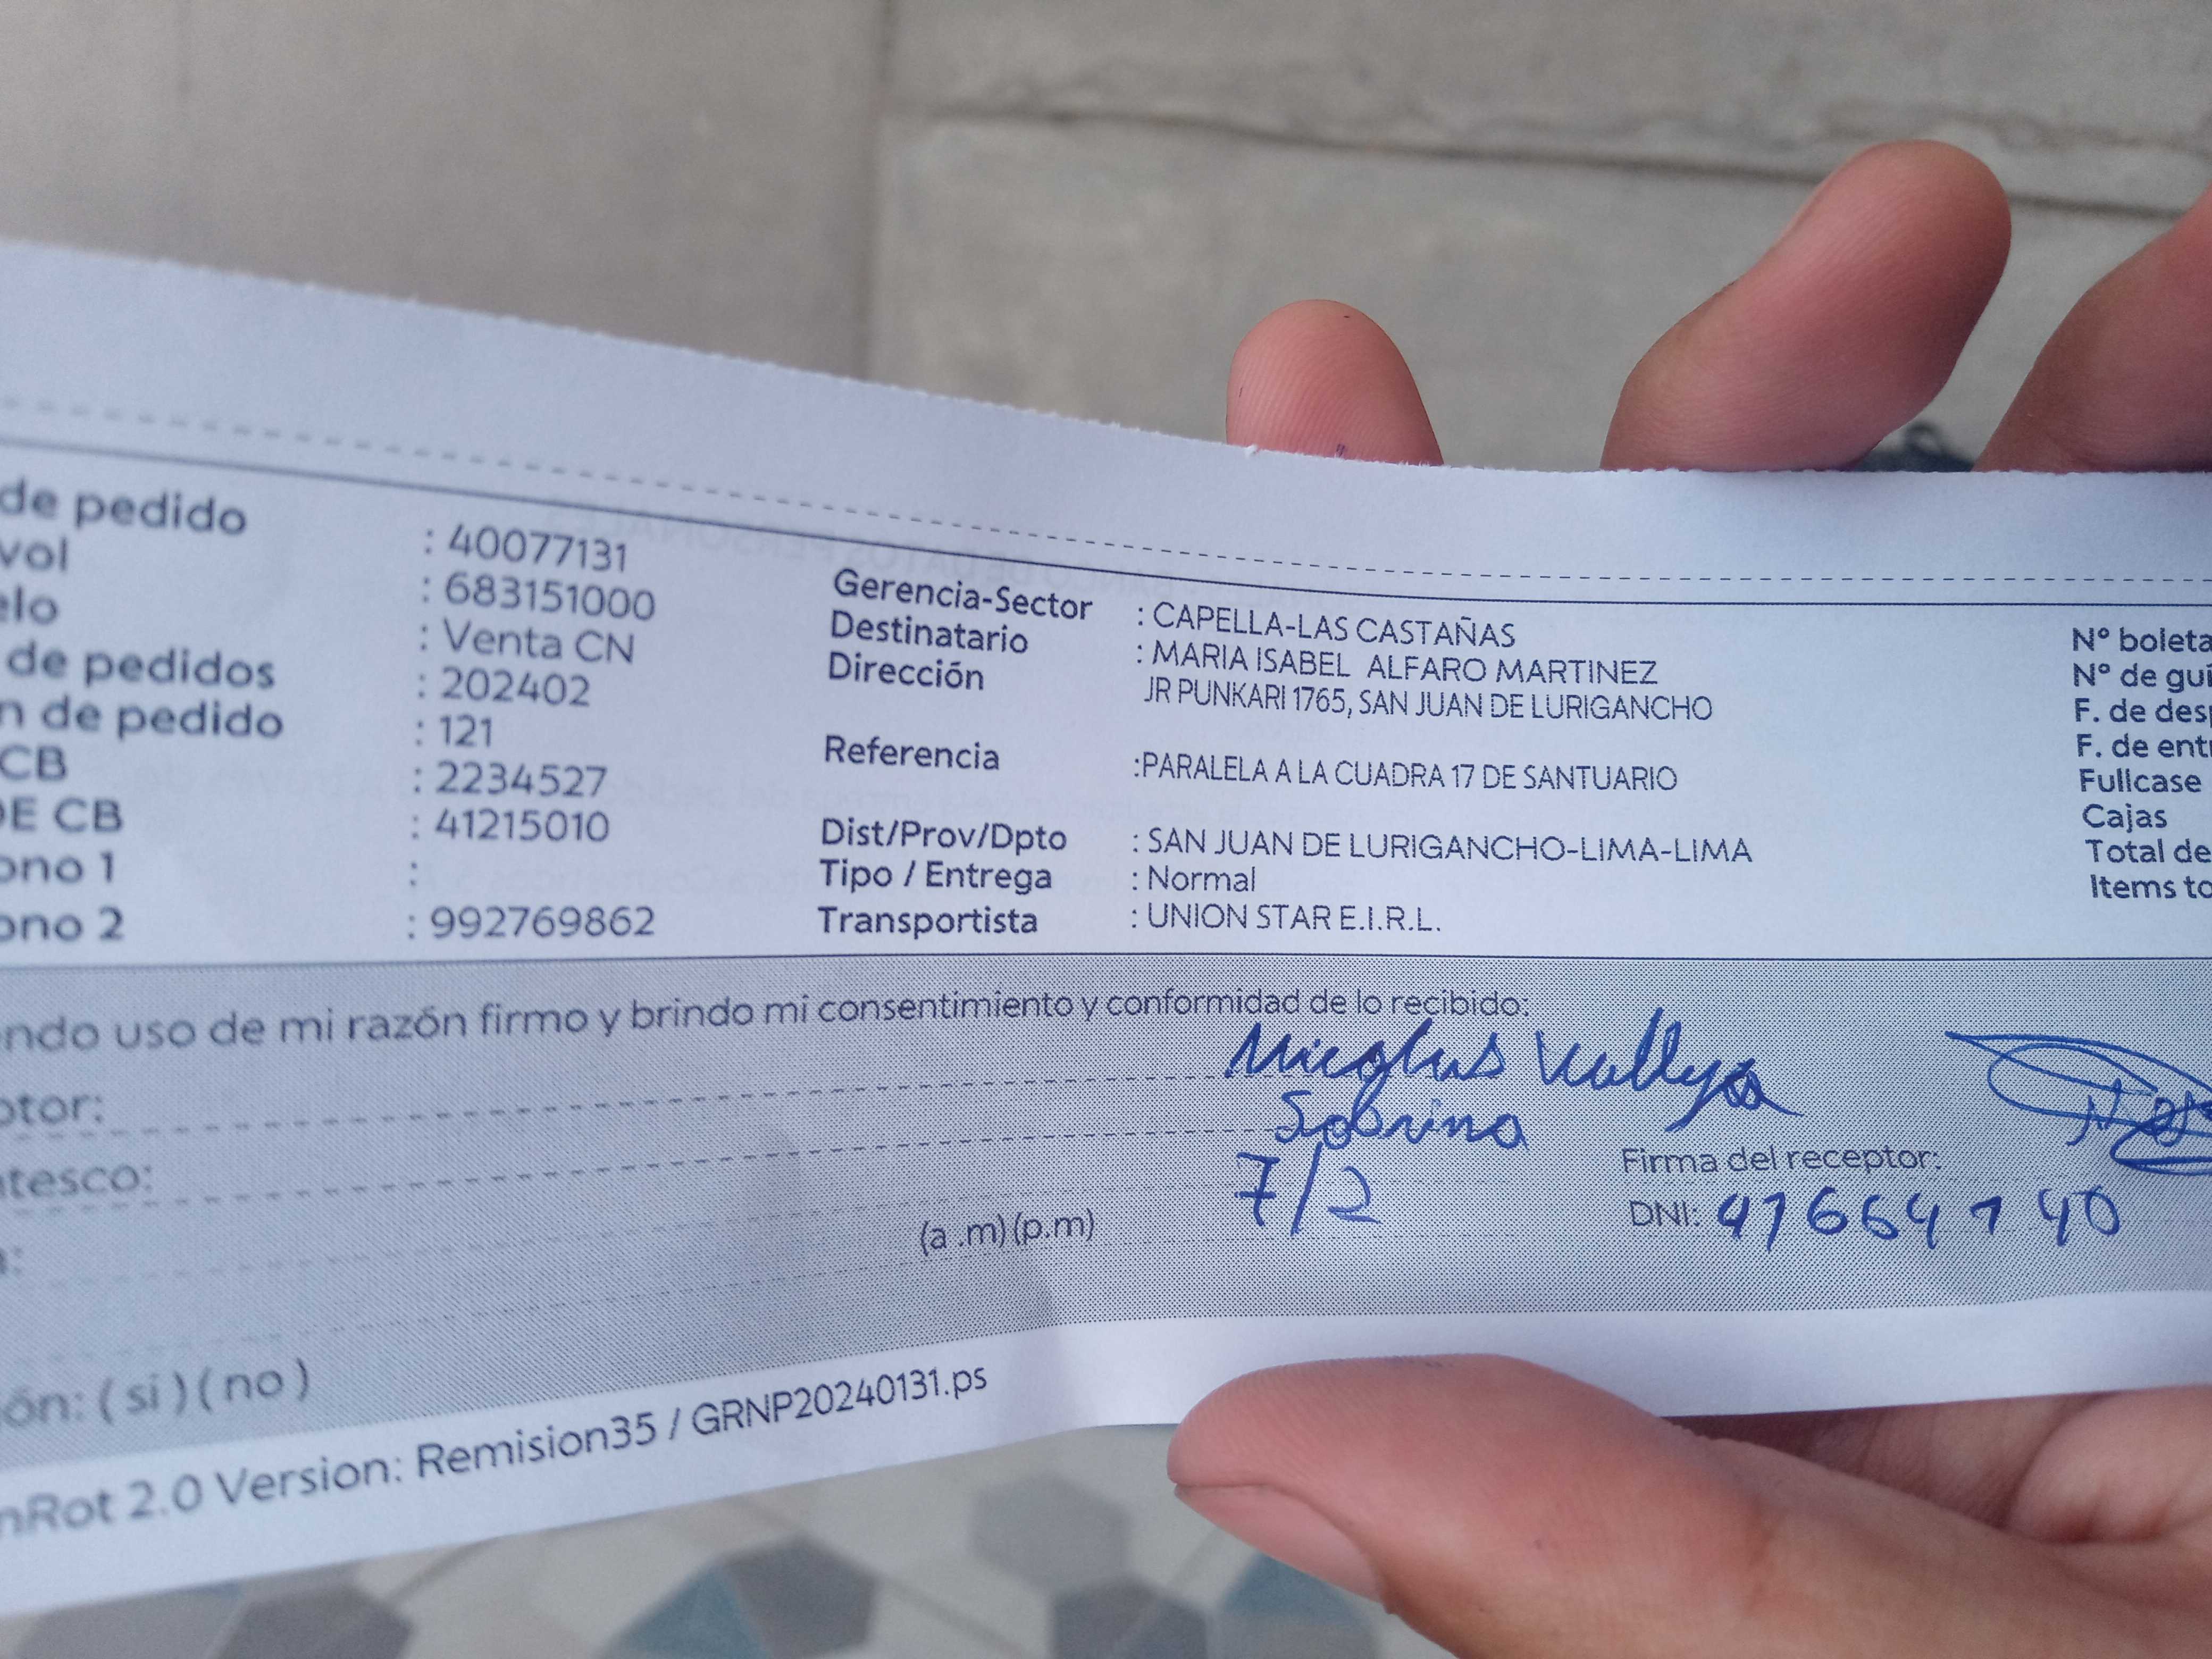 de pedido : 40077131
vol : 683151000
elo : Venta CN
de pedidos : 202402
n de pedido : 121
CB : 2234527
DE CB : 41215010
ono 1 :
ono 2 : 992769862
Gerencia-Sector : CAPELLA-LAS CASTAÑAS
Destinatario : MARIA ISABEL ALFARO MARTINEZ
Dirección JR PUNKARI 1765, SAN JUAN DE LURIGANCHO
Referencia :PARALELA A LA CUADRA 17 DE SANTUARIO
Dist/Prov/Dpto : SAN JUAN DE LURIGANCHO-LIMA-LIMA
Tipo / Entrega : Normal
Transportista : UNION STAR E.I.R.L.
N° boleta
N° de gui
F. de des
F. de ent
Fullcase
Cajas
Total de
Items to
ndo uso de mi razón firmo y brindo mi consentimiento y conformidad de lo recibido:
ptor:
ntesco: Sobrino
7/2
(a .m)(p.m)
Firma del receptor:
DNI:
ón: ( si ) ( no )
nRot 2.0 Version: Remision35 / GRNP20240131.ps